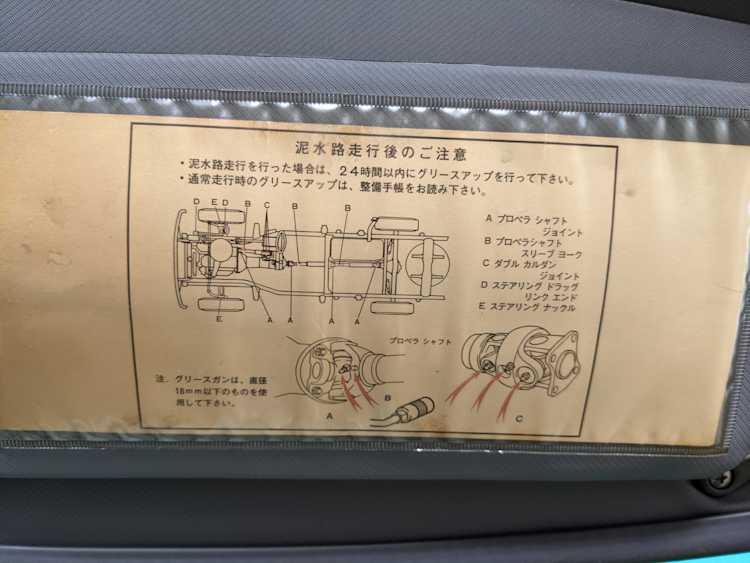 泥水路走行後のご注意
・泥水路走行を行った場合は、24時間以内にグリースアップを行って下さい。
・通常走行時のグリースアップは、整備手帳をお読み下さい。
D E D B C B B
A プロペラ シャフト
ジョイント
B プロペラシャフト
スリーブ ヨーク
C ダブル カルダン
ジョイント
D ステアリング ドラッグ
リンク エンド
E ステアリング ナックル
E A A A A
プロペラ シャフト
注. グリースガンは、直径
18mm以下のものを使
用して下さい。
A B C